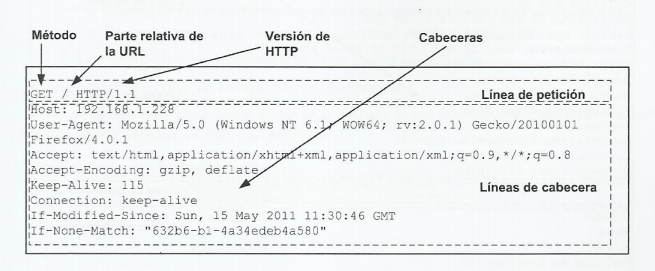 Método
Parte relativa de
la URL
Versión de
HTTP
Cabeceras
GET / HTTP/1.1
Línea de petición
Host: 192.168.1.228
User-Agent: Mozilla/5.0 (Windows NT 6.1; WOW64; rv:2.0.1) Gecko/20100101
Firefox/4.0.1
Accept: text/html,application/xhtml+xml,application/xml;q=0.9,*/*;q=0.8
Accept-Encoding: gzip, deflate
Keep-Alive: 115
Líneas de cabecera
Connection: keep-alive
If-Modified-Since: Sun, 15 May 2011 11:30:46 GMT
If-None-Match: "632b6-b1-4a34edeb4a580"